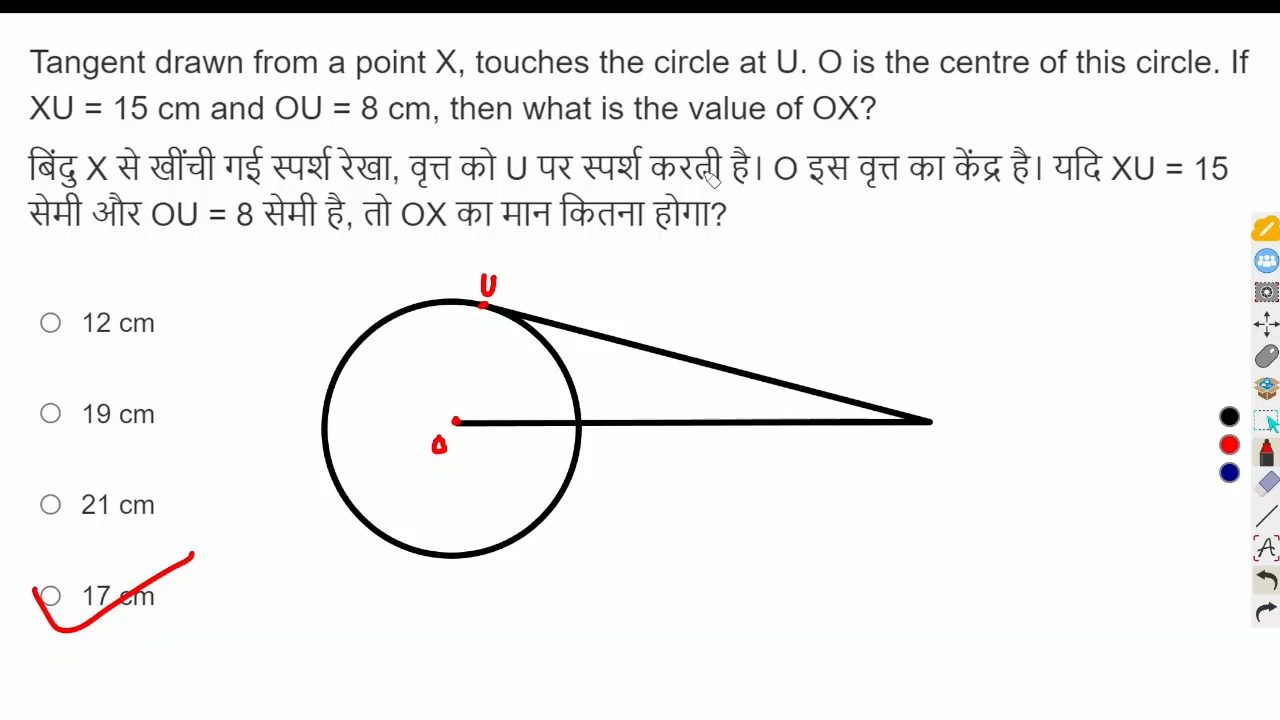 Tangent drawn from a point X, touches the circle at U. O is the centre of this circle. If
XU = 15 cm and OU = 8 cm, then what is the value of OX?
बिंदु X से खींची गई स्पर्श रेखा, वृत्त को U पर स्पर्श करती है। O इस वृत्त का केंद्र है। यदि XU = 15
सेमी और OU = 8 सेमी है, तो OX का मान कितना होगा?
U
12 cm
19 cm
O
21 cm
17 cm